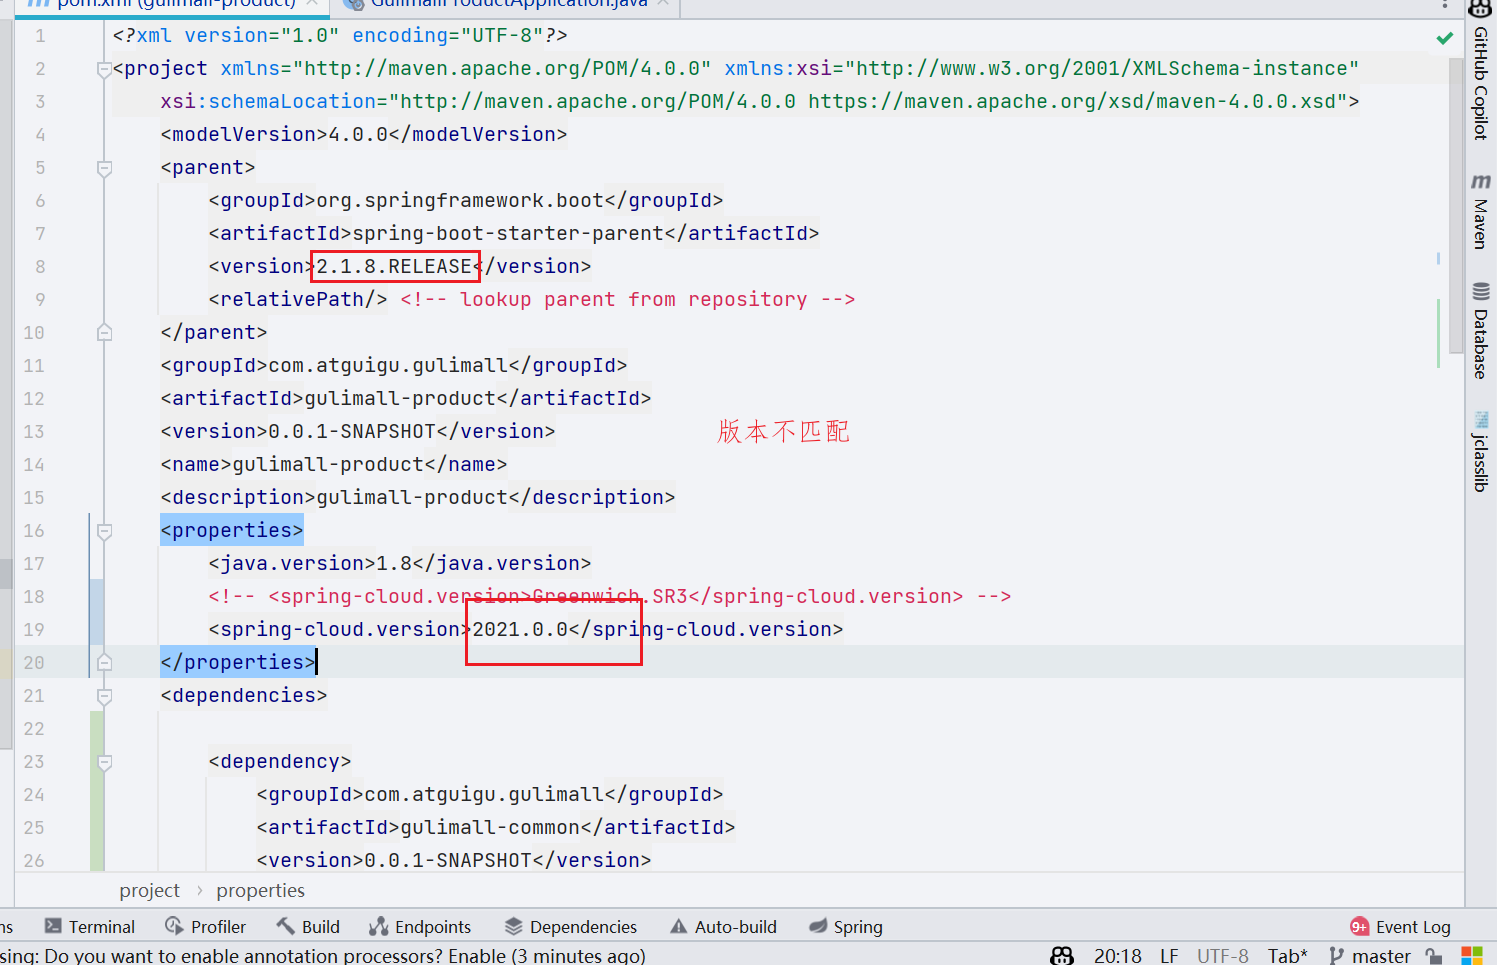 pom.xml (gulimall-product)
GulimallProductApplication.java
1 <?xml version="1.0" encoding="UTF-8"?>
2 <project xmlns="http://maven.apache.org/POM/4.0.0" xmlns:xsi="http://www.w3.org/2001/XMLSchema-instance"
3 xsi:schemaLocation="http://maven.apache.org/POM/4.0.0 https://maven.apache.org/xsd/maven-4.0.0.xsd">
4 <modelVersion>4.0.0</modelVersion>
5 <parent>
6 <groupId>org.springframework.boot</groupId>
7 <artifactId>spring-boot-starter-parent</artifactId>
8 <version>2.1.8.RELEASE</version>
9 <relativePath/> <!-- lookup parent from repository -->
10 </parent>
11 <groupId>com.atguigu.gulimall</groupId>
12 <artifactId>gulimall-product</artifactId>
13 <version>0.0.1-SNAPSHOT</version>
版本不匹配
14 <name>gulimall-product</name>
15 <description>gulimall-product</description>
16 <properties>
17 <java.version>1.8</java.version>
18 <!-- <spring-cloud.version>Greenwich.SR3</spring-cloud.version> -->
19 <spring-cloud.version>2021.0.0</spring-cloud.version>
20 </properties>
21 <dependencies>
22
23 <dependency>
24 <groupId>com.atguigu.gulimall</groupId>
25 <artifactId>gulimall-common</artifactId>
26 <version>0.0.1-SNAPSHOT</version>
project › properties
GitHub Copilot
m Maven
Database
jclasslib
ns Terminal Profiler Build Endpoints Dependencies Auto-build Spring 9+ Event Log
sing: Do you want to enable annotation processors? Enable (3 minutes ago) 20:18 LF UTF-8 Tab* master